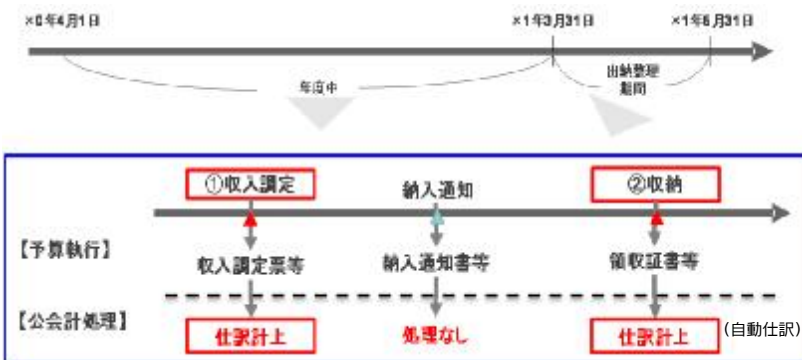 ×0年4月1日
×1年3月31日
×1年5月31日
年度中
出納整理
期間
①収入調定
納入通知
②収納
【予算執行】
収入調定票等
納入通知書等
領収証書等
【公会計処理】
仕訳計上
処理なし
仕訳計上
(自動仕訳)